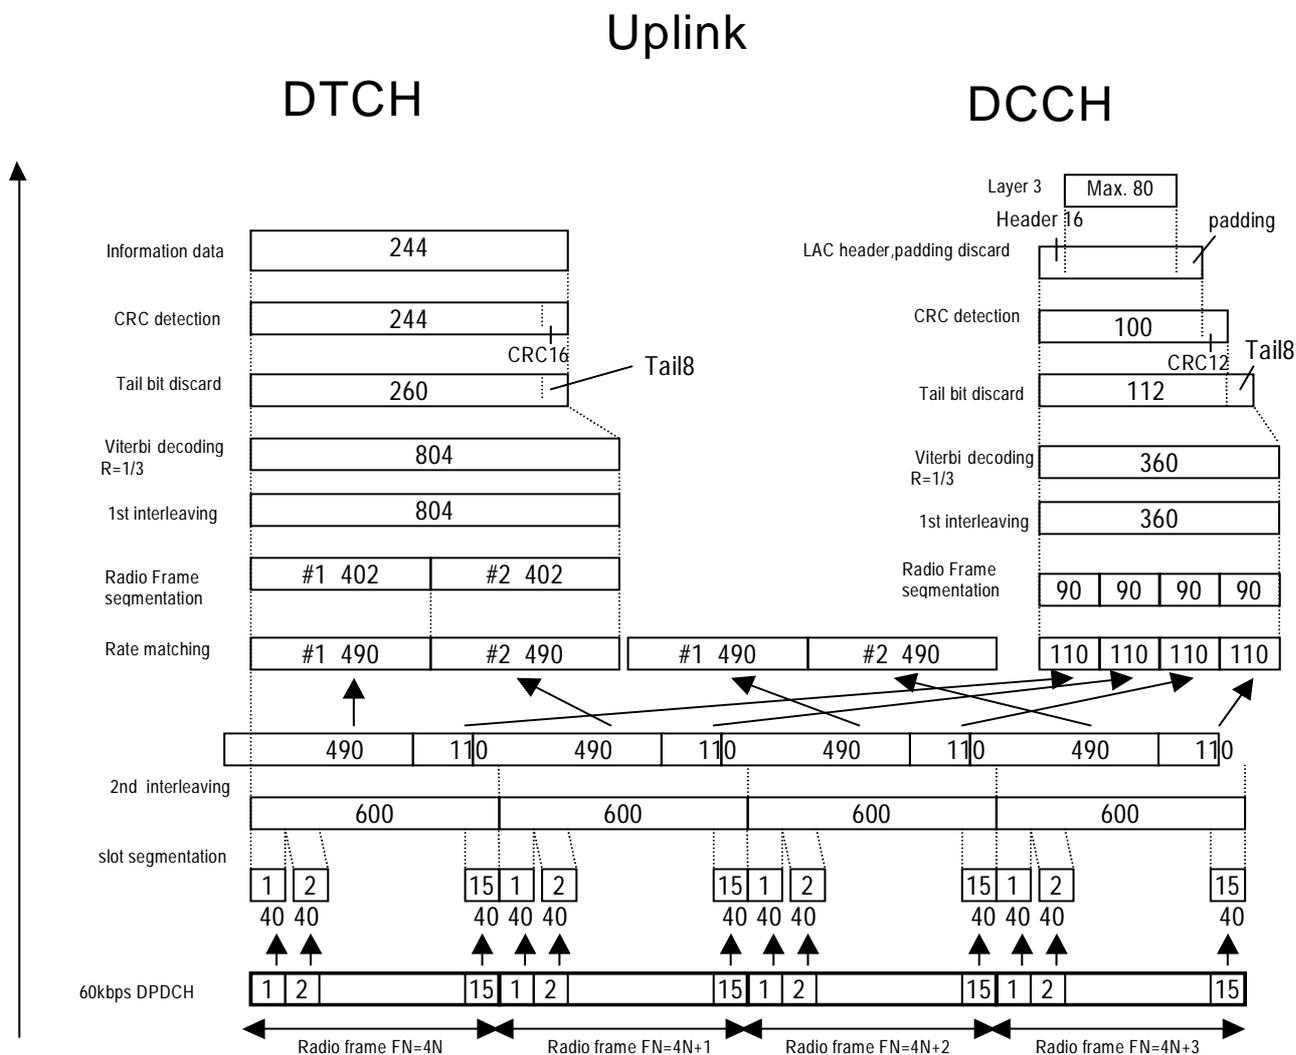 Uplink
DTCH
DCCH
Layer 3
Max. 80
Header 16
padding
Information data
244
LAC header,padding discard
CRC detection
244
CRC16
CRC detection
100
CRC12
Tail bit discard
260
Tail8
Tail bit discard
112
Tail8
Viterbi decoding
R=1/3
804
Viterbi decoding
R=1/3
360
1st interleaving
804
1st interleaving
360
Radio Frame
segmentation
#1 402
#2 402
Radio Frame
segmentation
90
90
90
90
Rate matching
#1 490
#2 490
#1 490
#2 490
110
110
110
110
490
110
490
110
490
110
490
110
2nd interleaving
600
600
600
600
slot segmentation
1
2
15
1
2
15
1
2
15
1
2
15
40
40
40
40
40
40
40
40
40
40
40
40
60kbps DPDCH
1
2
15
1
2
15
1
2
15
1
2
15
Radio frame FN=4N
Radio frame FN=4N+1
Radio frame FN=4N+2
Radio frame FN=4N+3